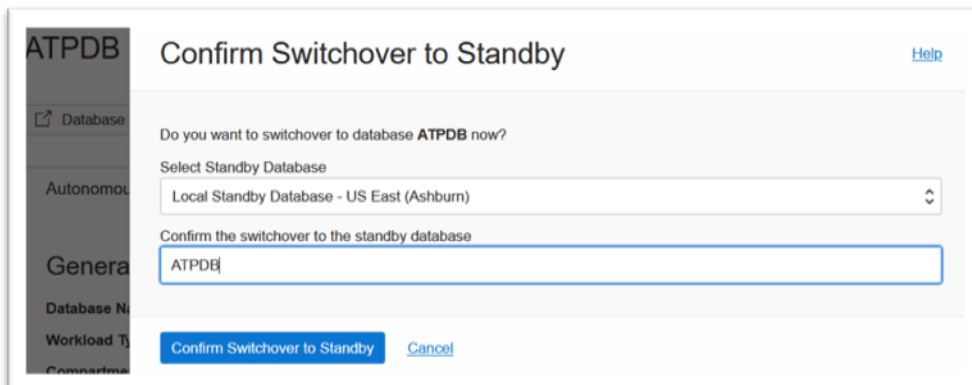 ATPDB
Confirm Switchover to Standby
Help
Database
Do you want to switchover to database ATPDB now?
Select Standby Database
Autonomou
Local Standby Database - US East (Ashburn)
Confirm the switchover to the standby database
Genera
ATPDB
Database Na
Workload Ty
Confirm Switchover to Standby
Cancel
Compartme